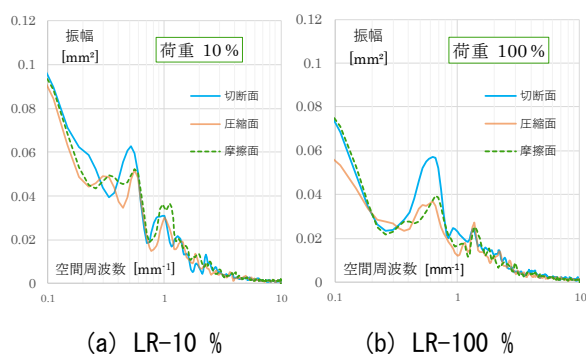 0.12
0.1
0.08
0.06
0.04
0.02
0
振幅
[mm²]
荷重 10%
切断面
圧縮面
摩擦面
空間周波数 [mm⁻¹]
0.1
1
10
(a) LR-10 %
0.12
0.1
0.08
0.06
0.04
0.02
0
振幅
[mm²]
荷重 100%
切断面
圧縮面
摩擦面
空間周波数 [mm⁻¹]
0.1
1
10
(b) LR-100 %